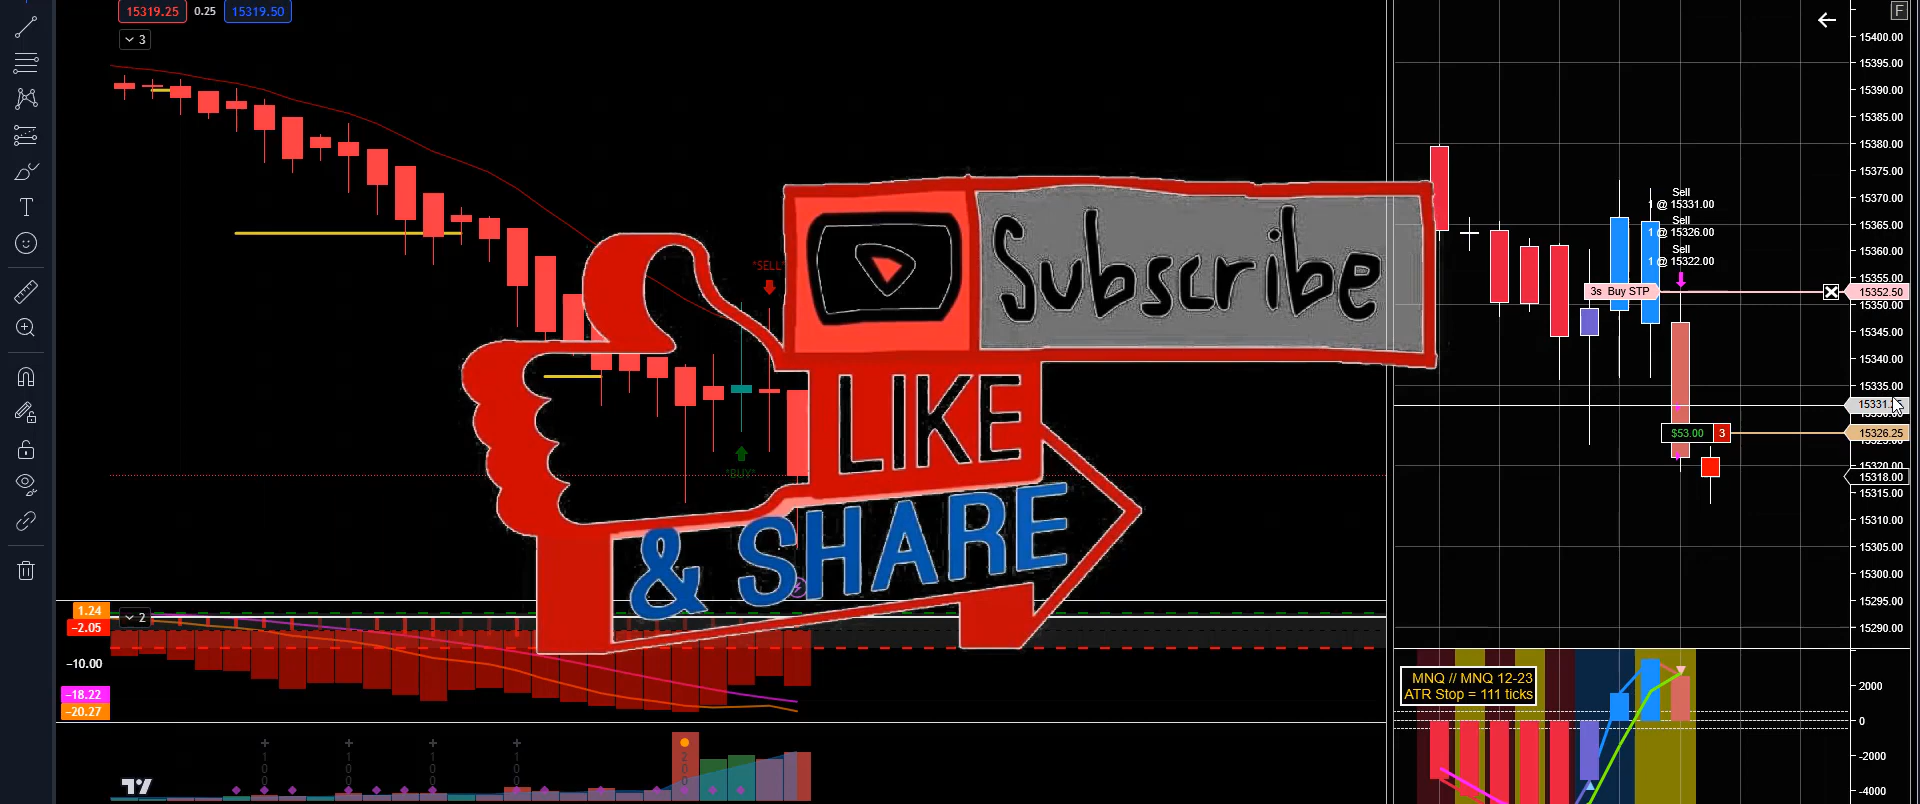 15319.25 0.25 15319.50
3
*SELL*
*BUY*
Subscribe
LIKE
& SHARE
1.24
2
−2.05
−10.00
−18.22
−20.27
F
Sell
1 @ 15331.00
Sell
1 @ 15326.00
Sell
1 @ 15322.00
3s Buy STP
$53.00 3
15400.00
15395.00
15390.00
15385.00
15380.00
15375.00
15370.00
15365.00
15360.00
15355.00
15352.50
15350.00
15345.00
15340.00
15335.00
15326.25
15320.00
15318.00
15315.00
15310.00
15305.00
15300.00
15295.00
15290.00
MNQ // MNQ 12-23
ATR Stop = 111 ticks
2000
0
-2000
-4000